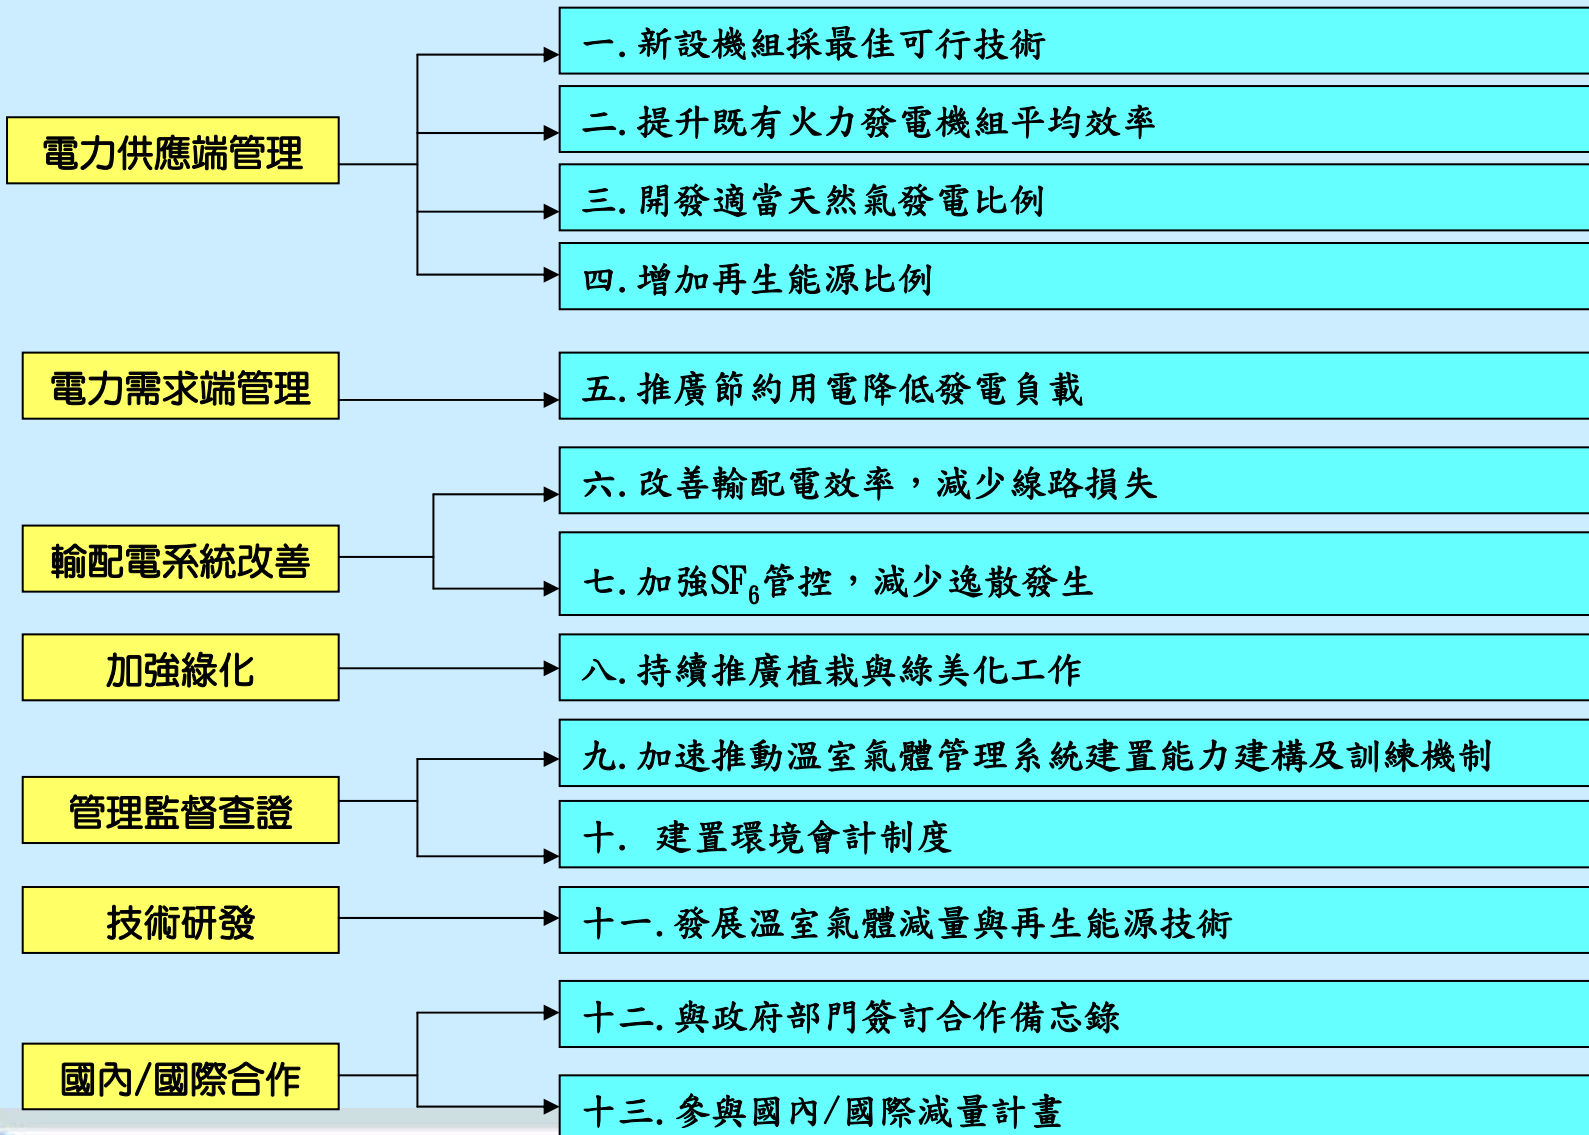 電力供應端管理
一.新設機組採最佳可行技術
二.提升既有火力發電機組平均效率
三.開發適當天然氣發電比例
四.增加再生能源比例
電力需求端管理
五.推廣節約用電降低發電負載
輸配電系統改善
六.改善輸配電效率，減少線路損失
七.加強SF₆管控，減少逸散發生
加強綠化
八.持續推廣植栽與綠美化工作
管理監督查證
九.加速推動溫室氣體管理系統建置能力建構及訓練機制
十. 建置環境會計制度
技術研發
十一.發展溫室氣體減量與再生能源技術
國內/國際合作
十二.與政府部門簽訂合作備忘錄
十三.參與國內/國際減量計畫